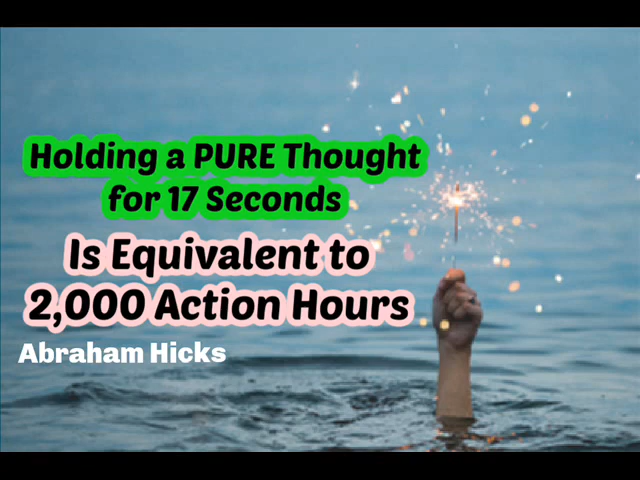 Holding a PURE Thought
for 17 Seconds
Is Equivalent to
2,000 Action Hours
Abraham Hicks